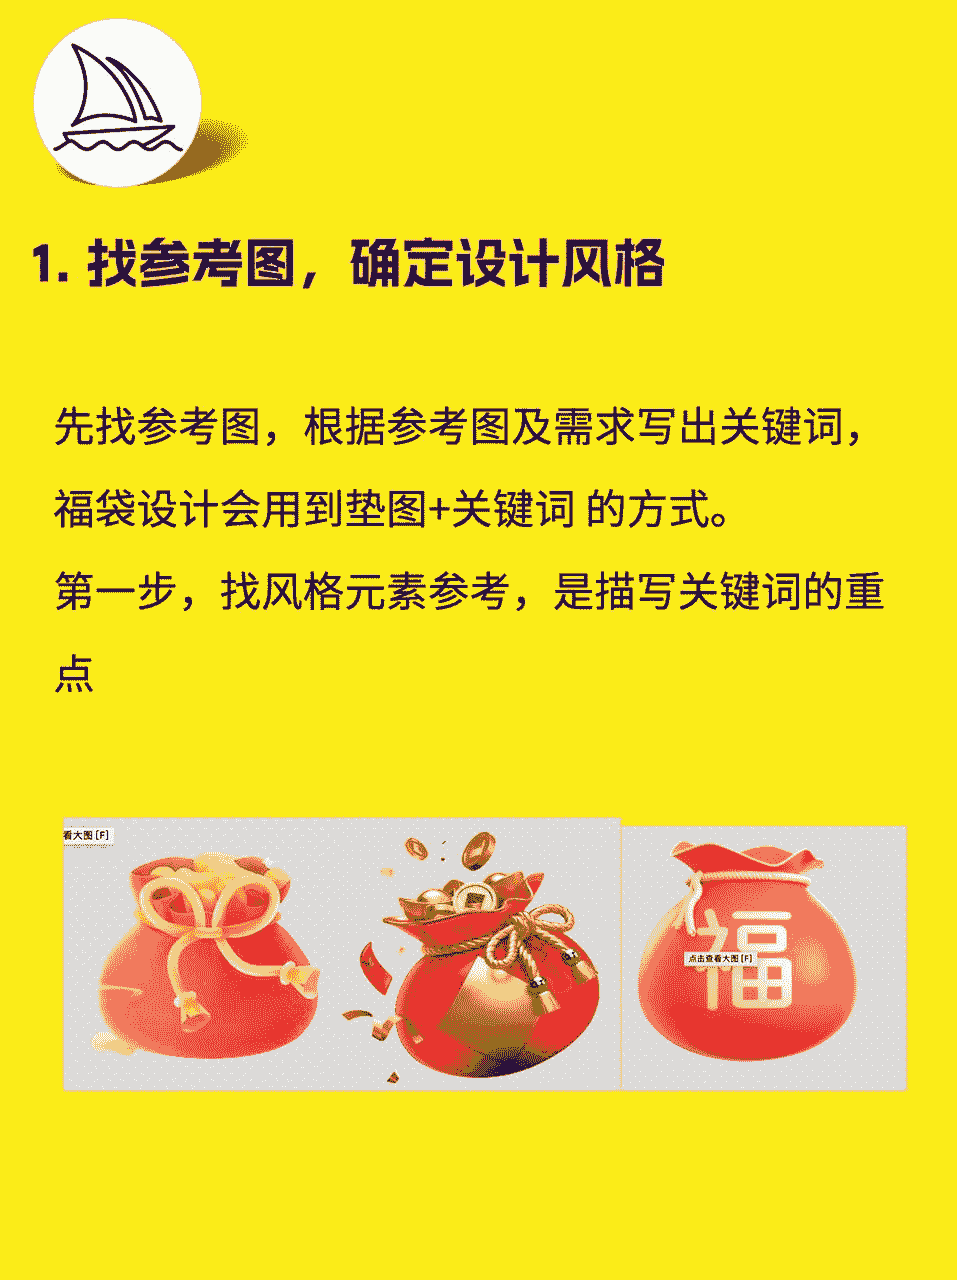 1. 找参考图，确定设计风格
先找参考图，根据参考图及需求写出关键词，
福袋设计会用到垫图+关键词 的方式。
第一步，找风格元素参考，是描写关键词的重
点
看大图 [F]
福
点击查看大图 [F]